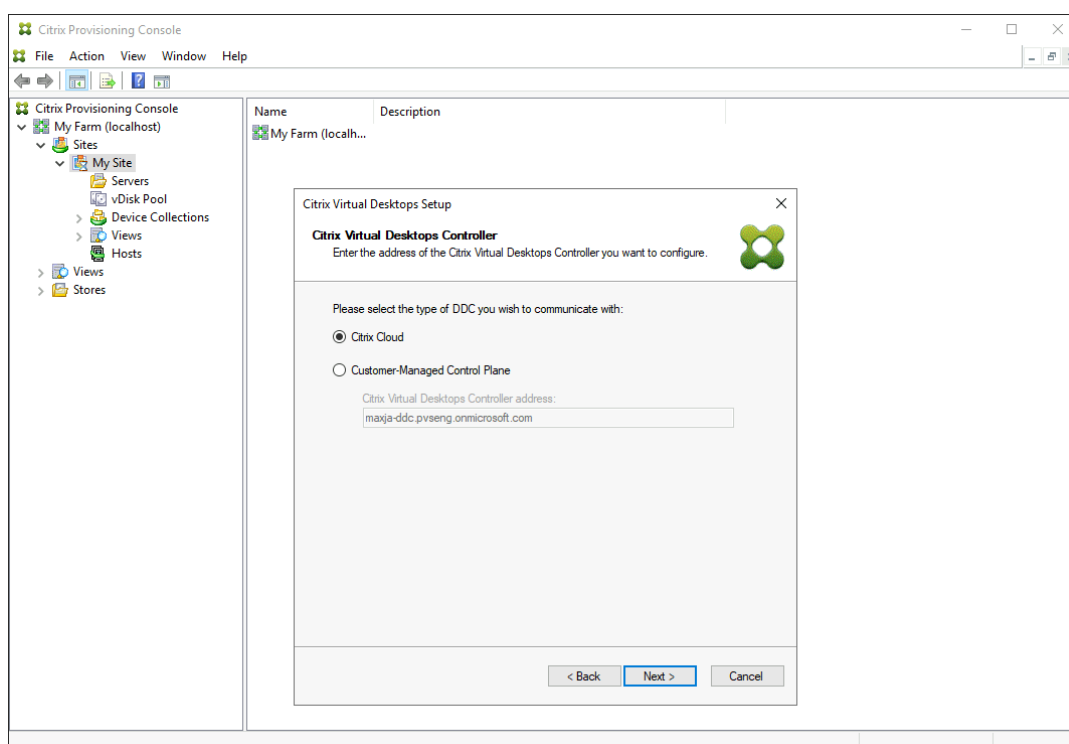 Citrix Provisioning Console
File Action View Window Help
Citrix Provisioning Console
My Farm (localhost)
Sites
My Site
Servers
vDisk Pool
Device Collections
Views
Hosts
Views
Stores
Name Description
My Farm (localh...
Citrix Virtual Desktops Setup
Citrix Virtual Desktops Controller
Enter the address of the Citrix Virtual Desktops Controller you want to configure.
Please select the type of DDC you wish to communicate with:
Citrix Cloud
Customer-Managed Control Plane
Citrix Virtual Desktops Controller address:
maxja-ddc.pvseng.onmicrosoft.com
< Back Next > Cancel